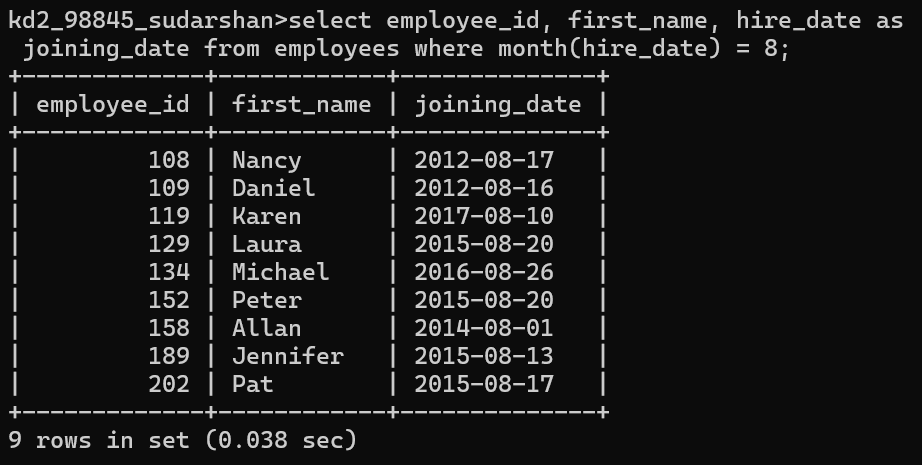 kd2_98845_sudarshan>select employee_id, first_name, hire_date as
 joining_date from employees where month(hire_date) = 8;
+-------------+------------+--------------+
| employee_id | first_name | joining_date |
+-------------+------------+--------------+
|         108 | Nancy      | 2012-08-17   |
|         109 | Daniel     | 2012-08-16   |
|         119 | Karen      | 2017-08-10   |
|         129 | Laura      | 2015-08-20   |
|         134 | Michael    | 2016-08-26   |
|         152 | Peter      | 2015-08-20   |
|         158 | Allan      | 2014-08-01   |
|         189 | Jennifer   | 2015-08-13   |
|         202 | Pat        | 2015-08-17   |
+-------------+------------+--------------+
9 rows in set (0.038 sec)